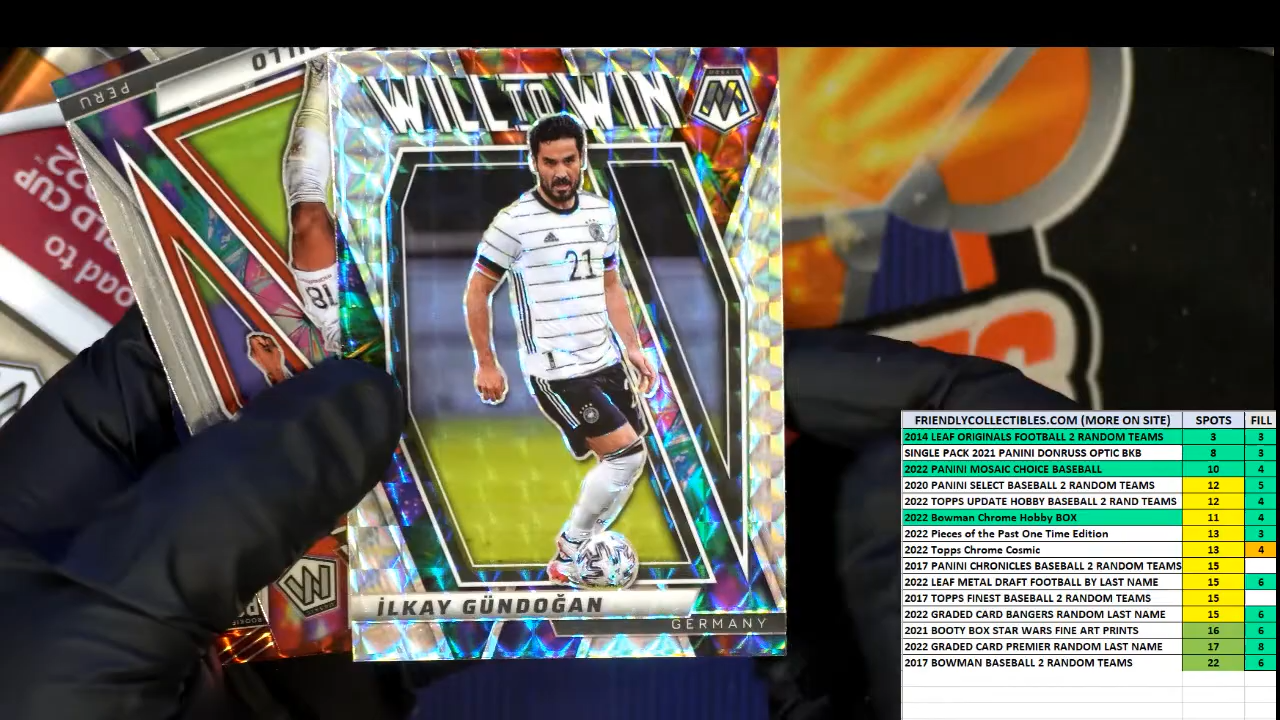 WILL TO WIN
MOSAIC
21
1
İLKAY GÜNDOĞAN
GERMANY
PERU
18
WORLD CUP
2022
Road to
FRIENDLYCOLLECTIBLES.COM (MORE ON SITE) SPOTS FILL
2014 LEAF ORIGINALS FOOTBALL 2 RANDOM TEAMS 3 3
SINGLE PACK 2021 PANINI DONRUSS OPTIC BKB 8 3
2022 PANINI MOSAIC CHOICE BASEBALL 10 4
2020 PANINI SELECT BASEBALL 2 RANDOM TEAMS 12 5
2022 TOPPS UPDATE HOBBY BASEBALL 2 RAND TEAMS 12 4
2022 Bowman Chrome Hobby BOX 11 4
2022 Pieces of the Past One Time Edition 13 3
2022 Topps Chrome Cosmic 13 4
2017 PANINI CHRONICLES BASEBALL 2 RANDOM TEAMS 15
2022 LEAF METAL DRAFT FOOTBALL BY LAST NAME 15 6
2017 TOPPS FINEST BASEBALL 2 RANDOM TEAMS 15
2022 GRADED CARD BANGERS RANDOM LAST NAME 15 6
2021 BOOTY BOX STAR WARS FINE ART PRINTS 16 6
2022 GRADED CARD PREMIER RANDOM LAST NAME 17 8
2017 BOWMAN BASEBALL 2 RANDOM TEAMS 22 6